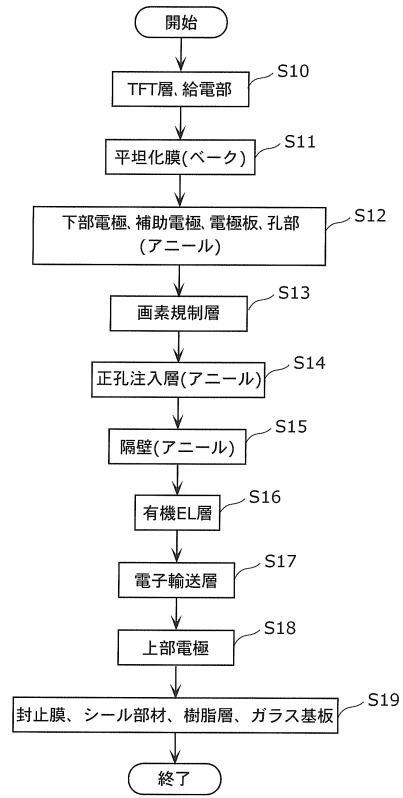 開始
S10
TFT層、給電部
S11
平坦化膜(ベーク)
S12
下部電極、補助電極、電極板、孔部
(アニール)
S13
画素規制層
S14
正孔注入層(アニール)
S15
隔壁(アニール)
S16
有機EL層
S17
電子輸送層
S18
上部電極
S19
封止膜、シール部材、樹脂層、ガラス基板
終了